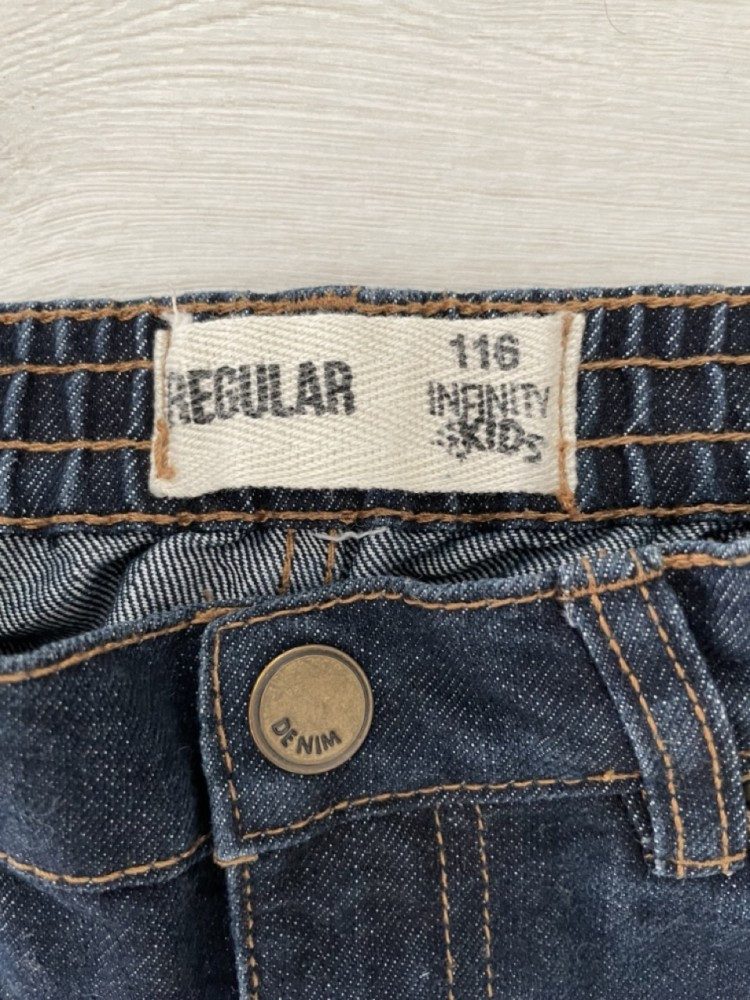 REGULAR
116
INFINITY
KIDS
DENIM